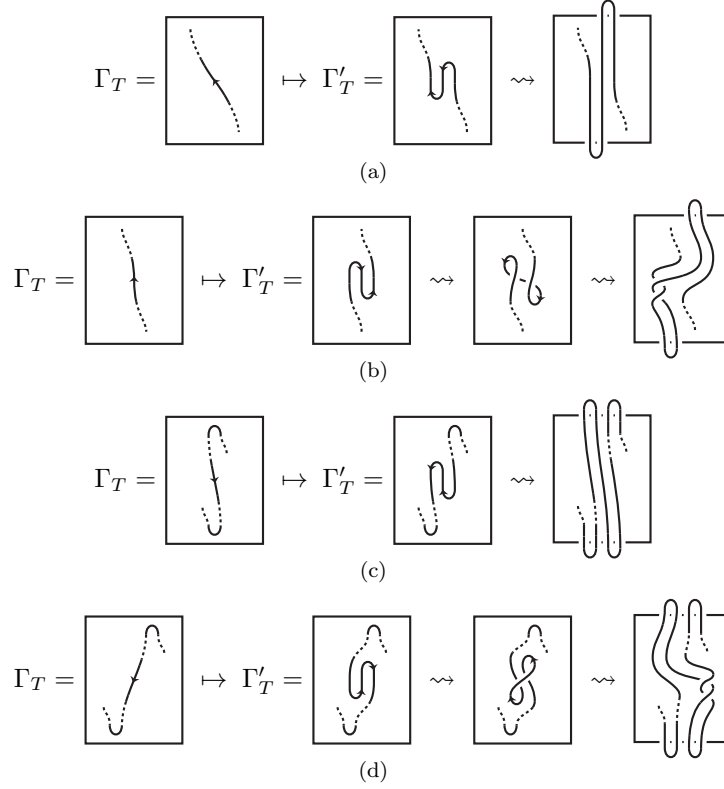 Γ_T = ↦ Γ'_T = ⇝
(a)
Γ_T = ↦ Γ'_T = ⇝ ⇝
(b)
Γ_T = ↦ Γ'_T = ⇝
(c)
Γ_T = ↦ Γ'_T = ⇝ ⇝
(d)